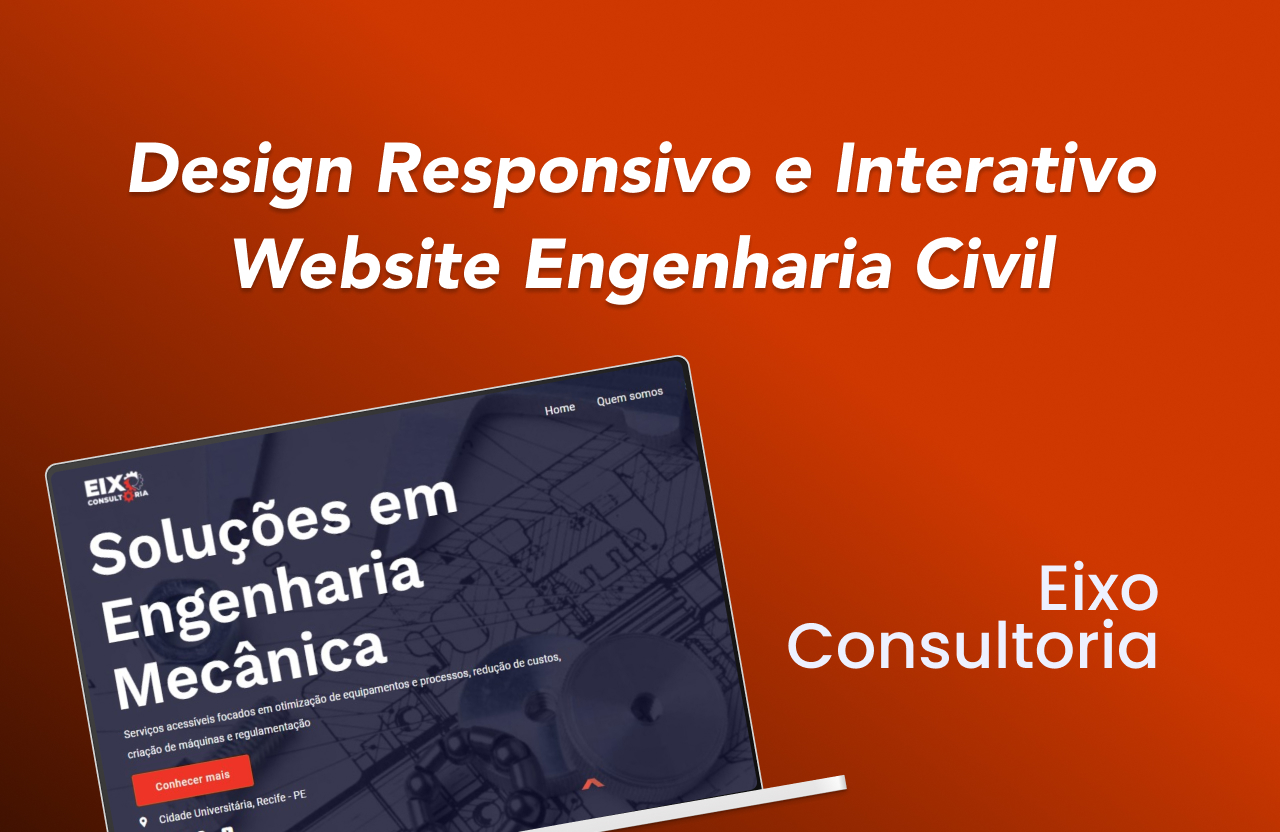 Design Responsivo e Interativo
Website Engenharia Civil
Home Quem somos
EIXO
CONSULTORIA
Soluções em
Engenharia
Mecânica
Serviços acessíveis focados em otimização de equipamentos e processos, redução de custos,
criação de máquinas e regulamentação
Conhecer mais
Cidade Universitária, Recife - PE
Eixo
Consultoria